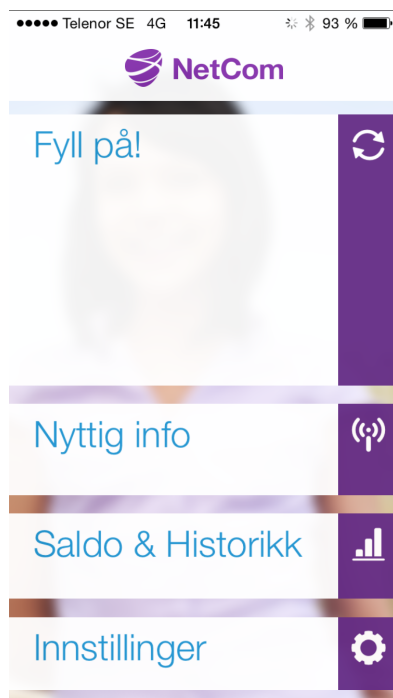 Telenor SE 4G 11:45 93 %
NetCom
Fyll på!
Nyttig info
Saldo & Historikk
Innstillinger